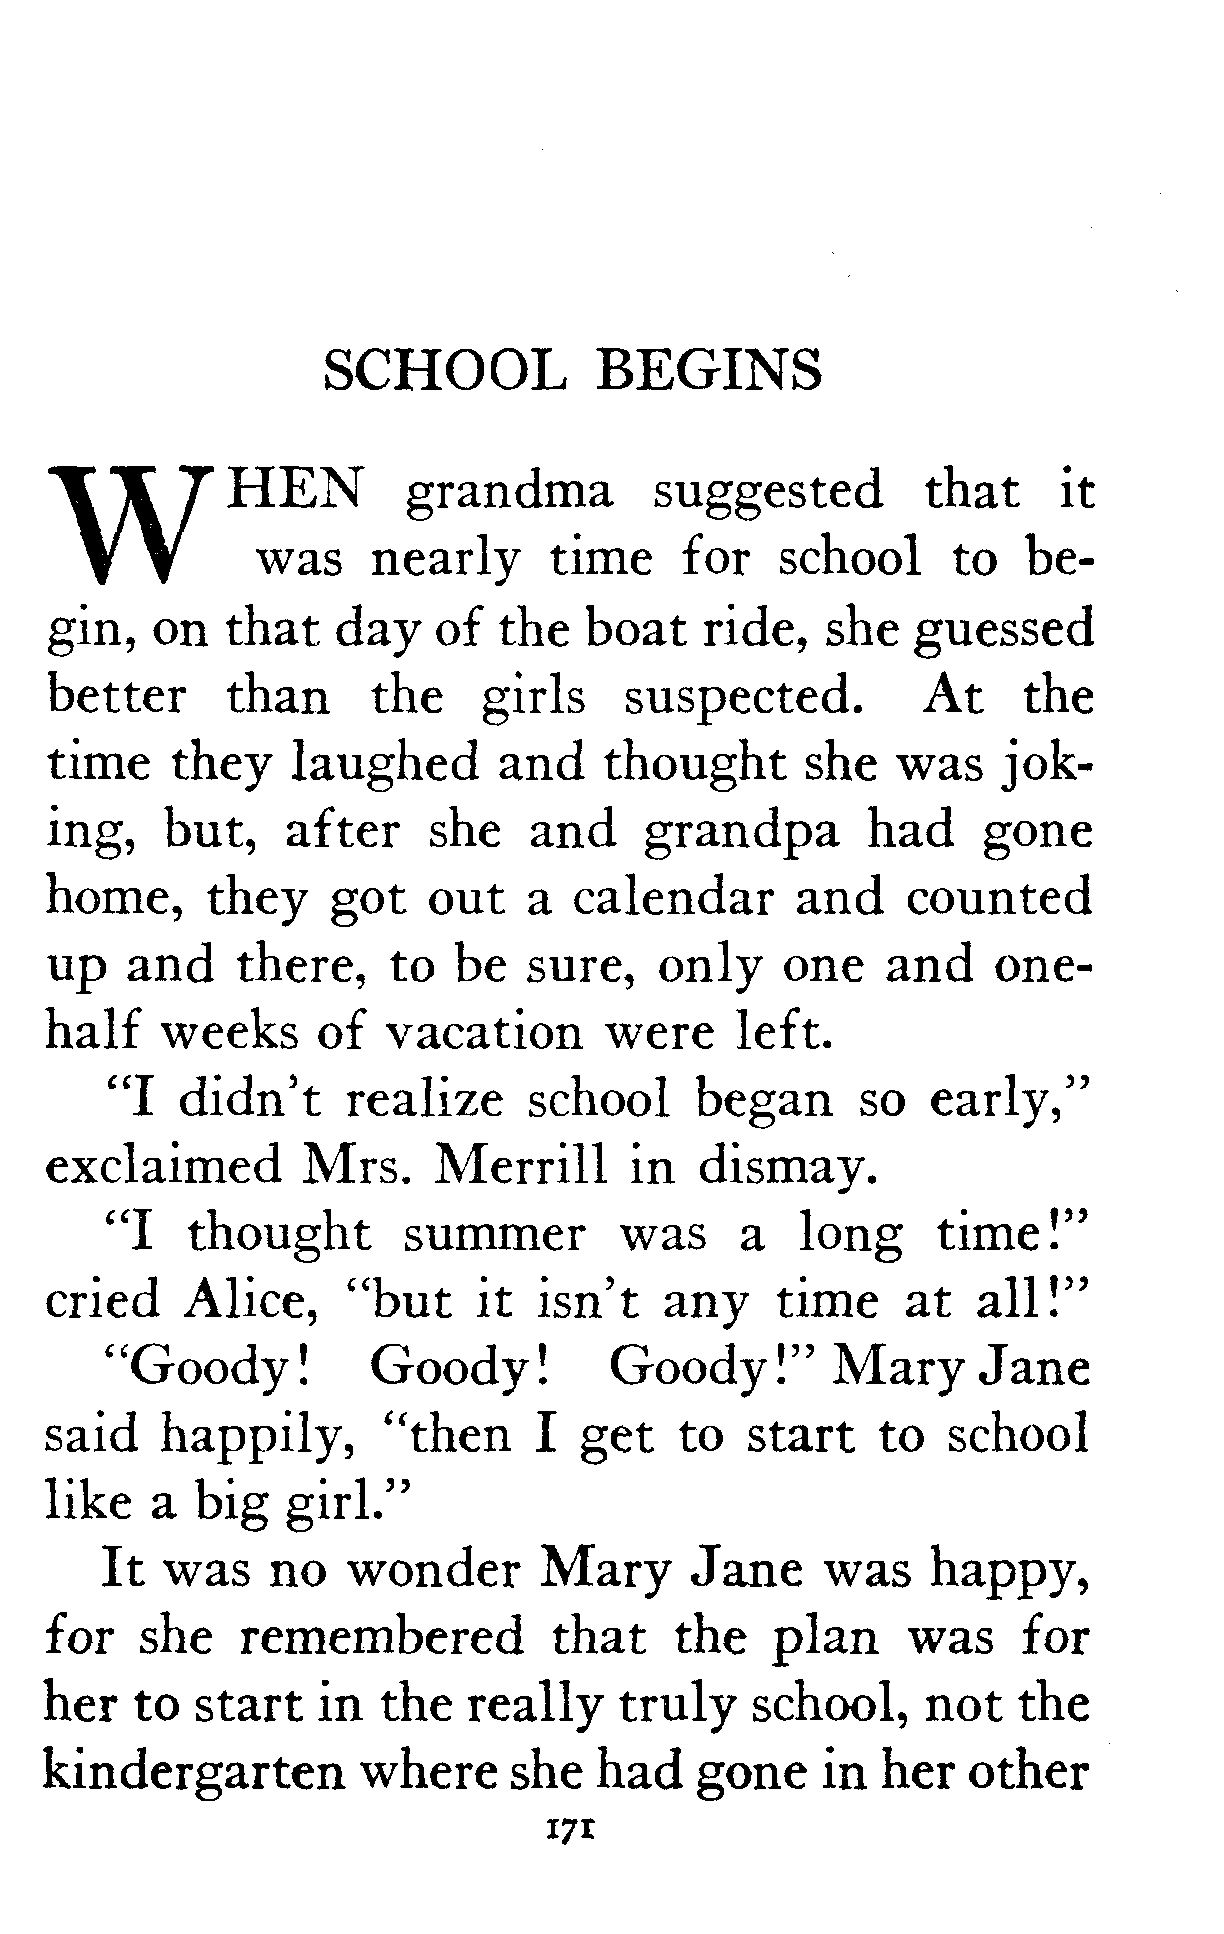 SCHOOL BEGINS
WHEN grandma suggested that it
was nearly time for school to be-
gin, on that day of the boat ride, she guessed
better than the girls suspected. At the
time they laughed and thought she was jok-
ing, but, after she and grandpa had gone
home, they got out a calendar and counted
up and there, to be sure, only one and one-
half weeks of vacation were left.
"I didn't realize school began so early,"
exclaimed Mrs. Merrill in dismay.
"I thought summer was a long time!"
cried Alice, "but it isn't any time at all!"
"Goody! Goody! Goody!" Mary Jane
said happily, "then I get to start to school
like a big girl."
It was no wonder Mary Jane was happy,
for she remembered that the plan was for
her to start in the really truly school, not the
kindergarten where she had gone in her other
171